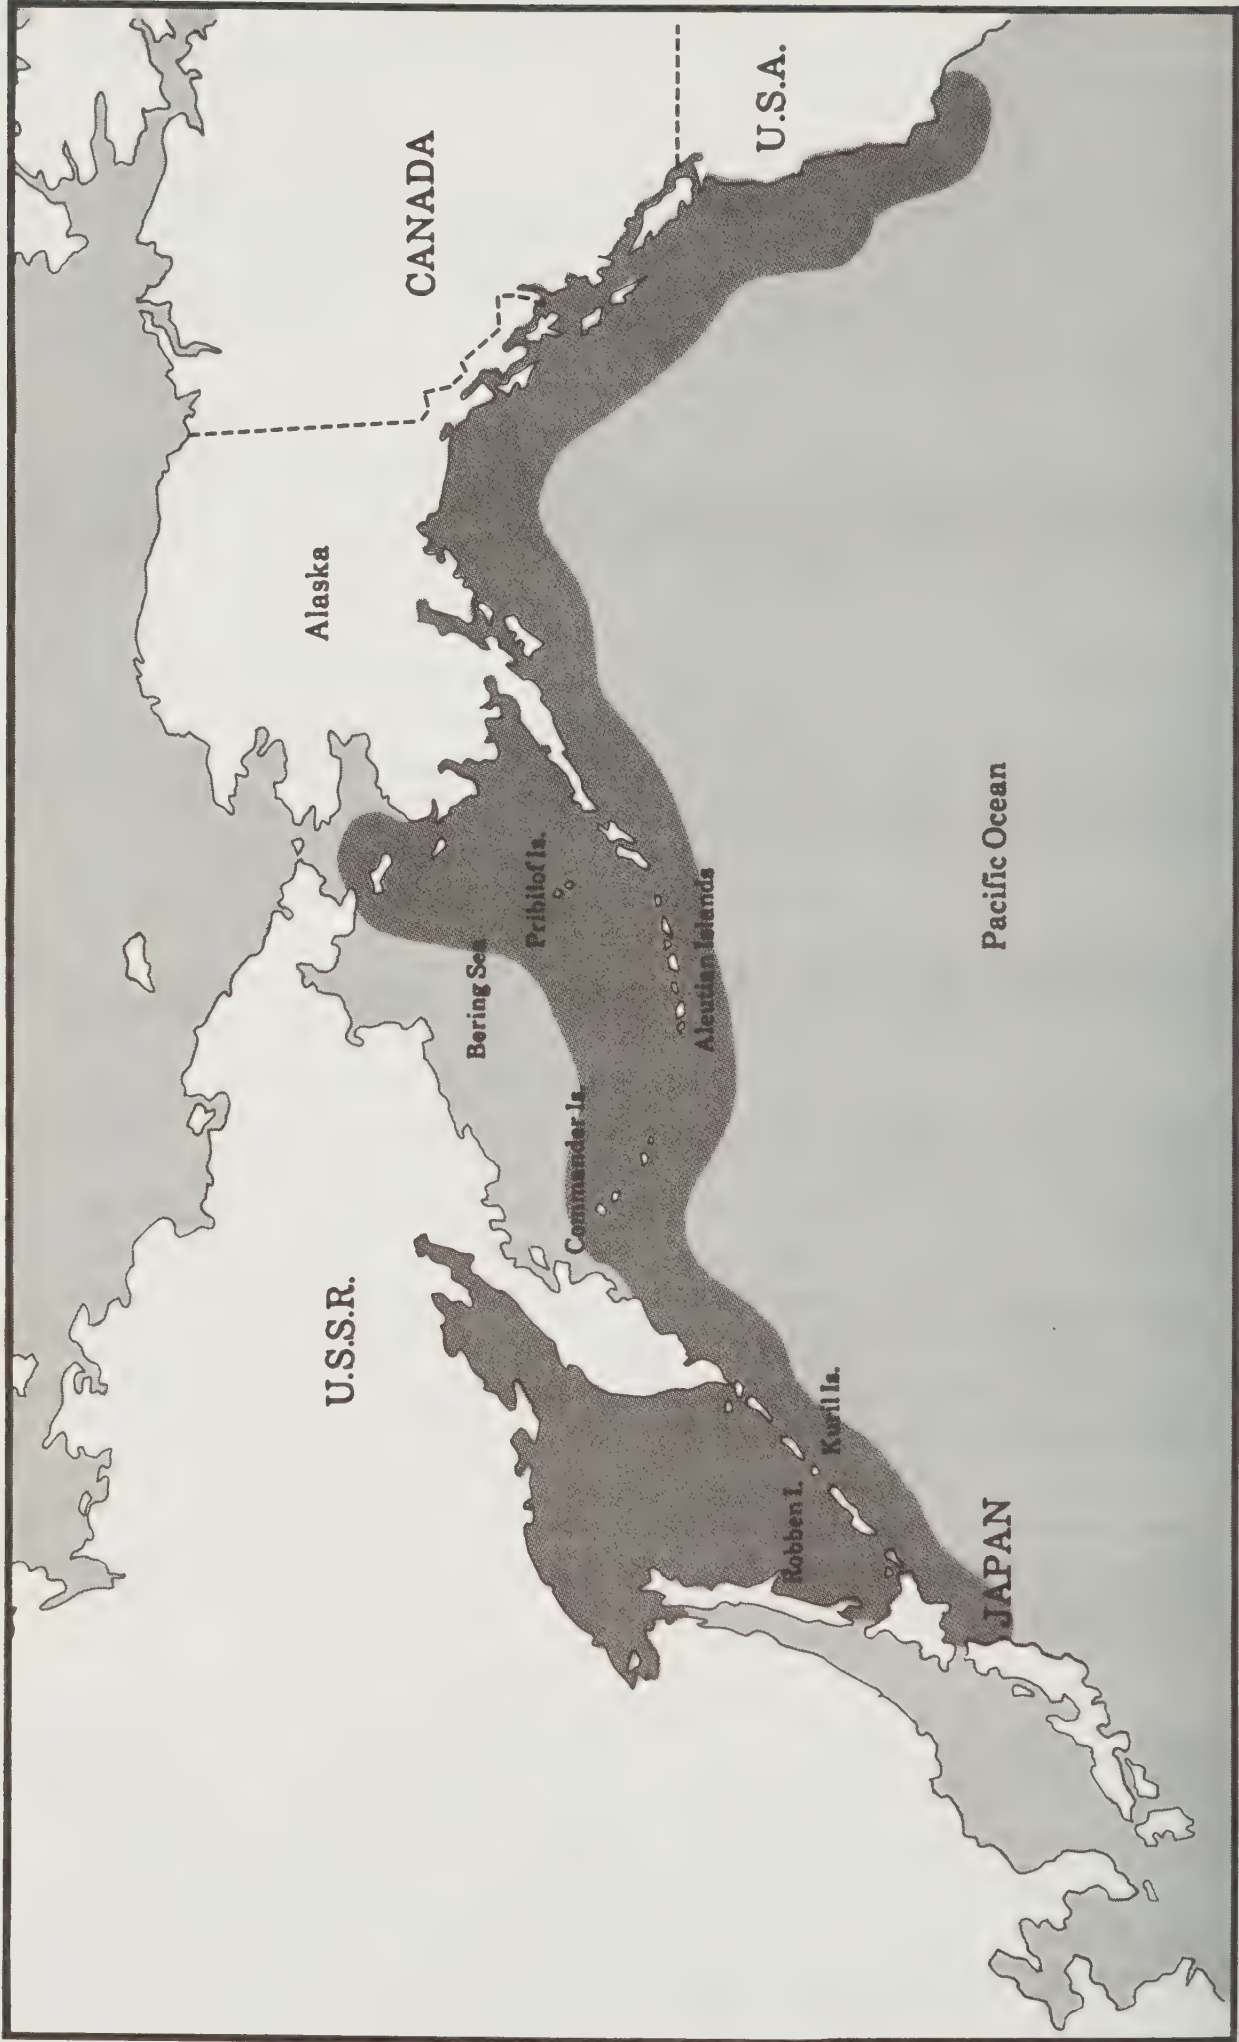 U.S.S.R.
Alaska
CANADA
U.S.A.
Bering Sea
Pribilof Is.
Commander Is.
Aleutian Islands
Robben I.
Kuril Is.
JAPAN
Pacific Ocean